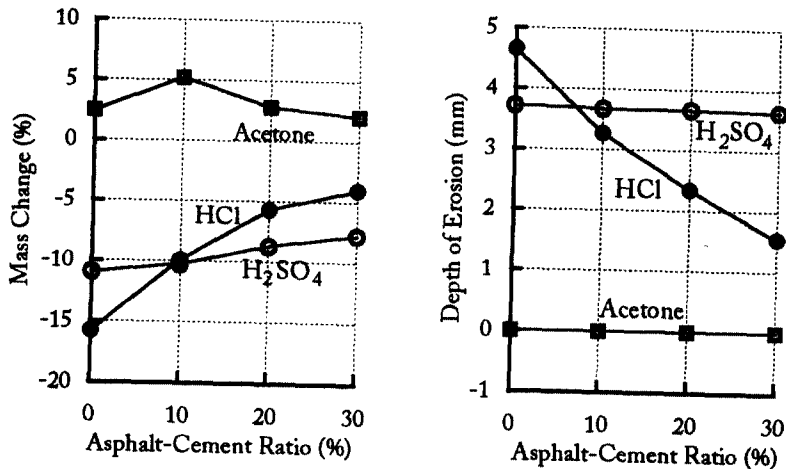 10
5
0
-5
-10
-15
-20
Mass Change (%)
Acetone
HCl
H₂SO₄
0 10 20 30
Asphalt-Cement Ratio (%)
5
4
3
2
1
0
-1
Depth of Erosion (mm)
H₂SO₄
HCl
Acetone
0 10 20 30
Asphalt-Cement Ratio (%)